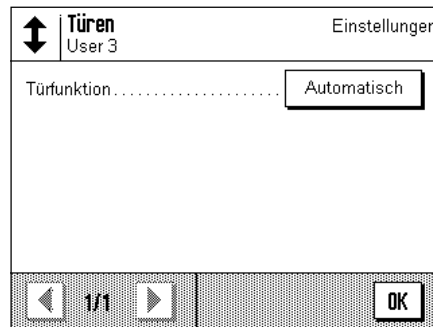 Türen
User 3
Einstellunger
Türfunktion.................... Automatisch
1/1
OK